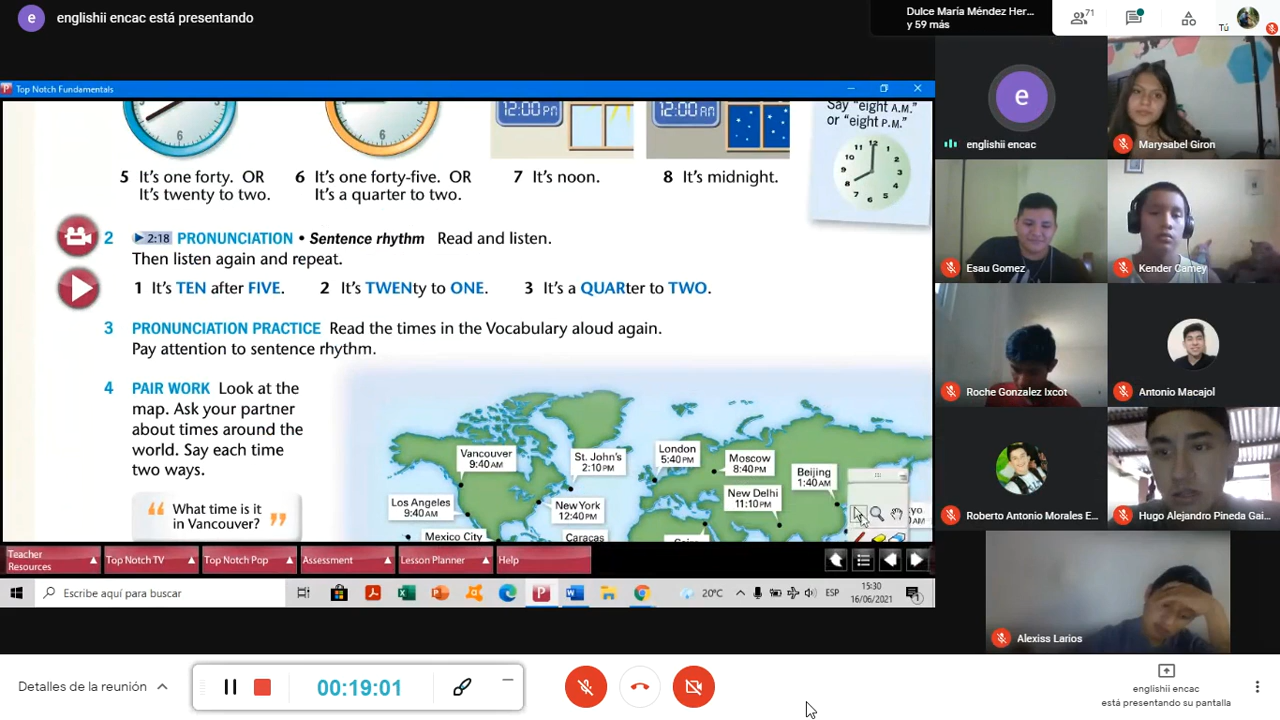 e englishii encac está presentando
Dulce María Méndez Her...
y 59 más
71
Tú
Top Notch Fundamentals
12:00 PM
12:00 AM
Say "eight A.M."
or "eight P.M."
5 It's one forty. OR
It's twenty to two.
6 It's one forty-five. OR
It's a quarter to two.
7 It's noon.
8 It's midnight.
2 2:18 PRONUNCIATION • Sentence rhythm Read and listen.
Then listen again and repeat.
1 It's TEN after FIVE. 2 It's TWENty to ONE. 3 It's a QUARter to TWO.
3 PRONUNCIATION PRACTICE Read the times in the Vocabulary aloud again.
Pay attention to sentence rhythm.
4 PAIR WORK Look at the
map. Ask your partner
about times around the
world. Say each time
two ways.
“ What time is it
in Vancouver? ”
Vancouver
9:40 AM
St. John's
2:10 PM
London
5:40 PM
Moscow
8:40 PM
Beijing
1:40 AM
Los Angeles
9:40 AM
New York
12:40 PM
New Delhi
11:10 PM
Mexico City
Caracas
Teacher
Resources
Top Notch TV
Top Notch Pop
Assessment
Lesson Planner
Help
Escribe aquí para buscar
20°C
ESP
15:30
16/06/2021
e
englishii encac
Marysabel Giron
Esau Gomez
Kender Camey
Roche Gonzalez Ixcot
Antonio Macajol
Roberto Antonio Morales E...
Hugo Alejandro Pineda Gai...
Alexiss Larios
Detalles de la reunión
00:19:01
englishii encac
está presentando su pantalla